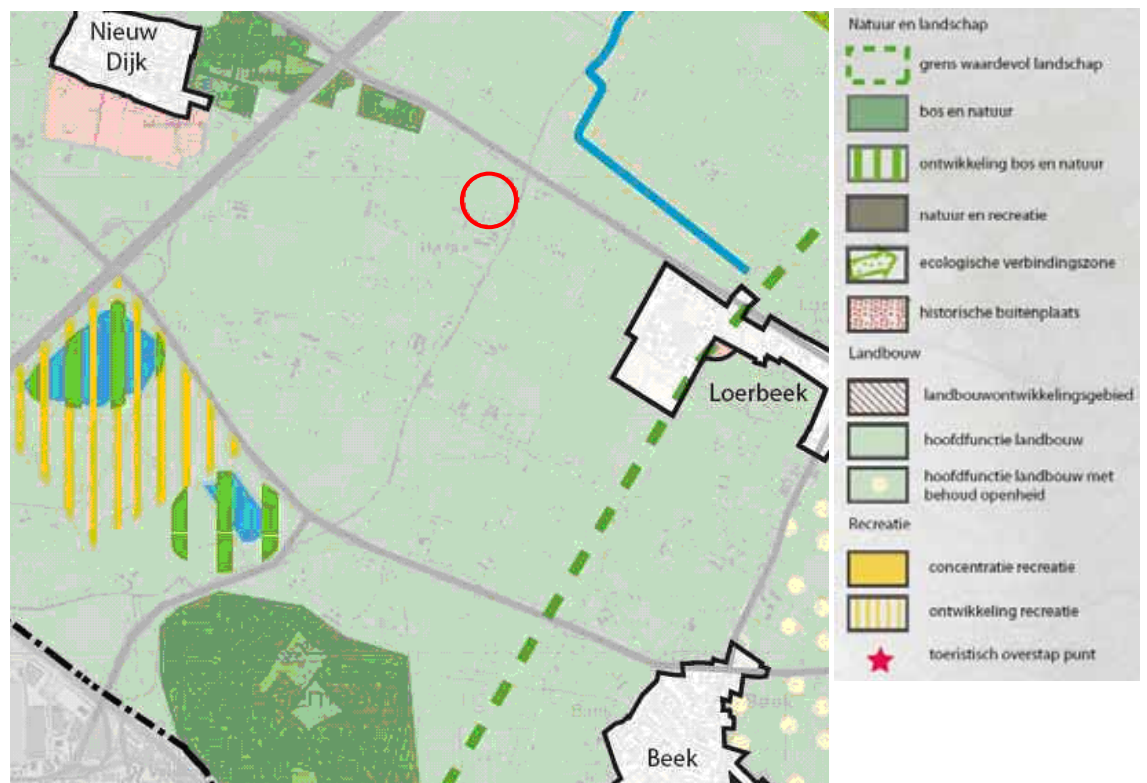 Nieuw
Dijk
Loerbeek
Beek
Natuur en landschap
grens waardevol landschap
bos en natuur
ontwikkeling bos en natuur
natuur en recreatie
ecologische verbindingszone
historische buitenplaats
Landbouw
landbouwontwikkelingsgebied
hoofdfunctie landbouw
hoofdfunctie landbouw met
behoud openheid
Recreatie
concentratie recreatie
ontwikkeling recreatie
toeristisch overstap punt